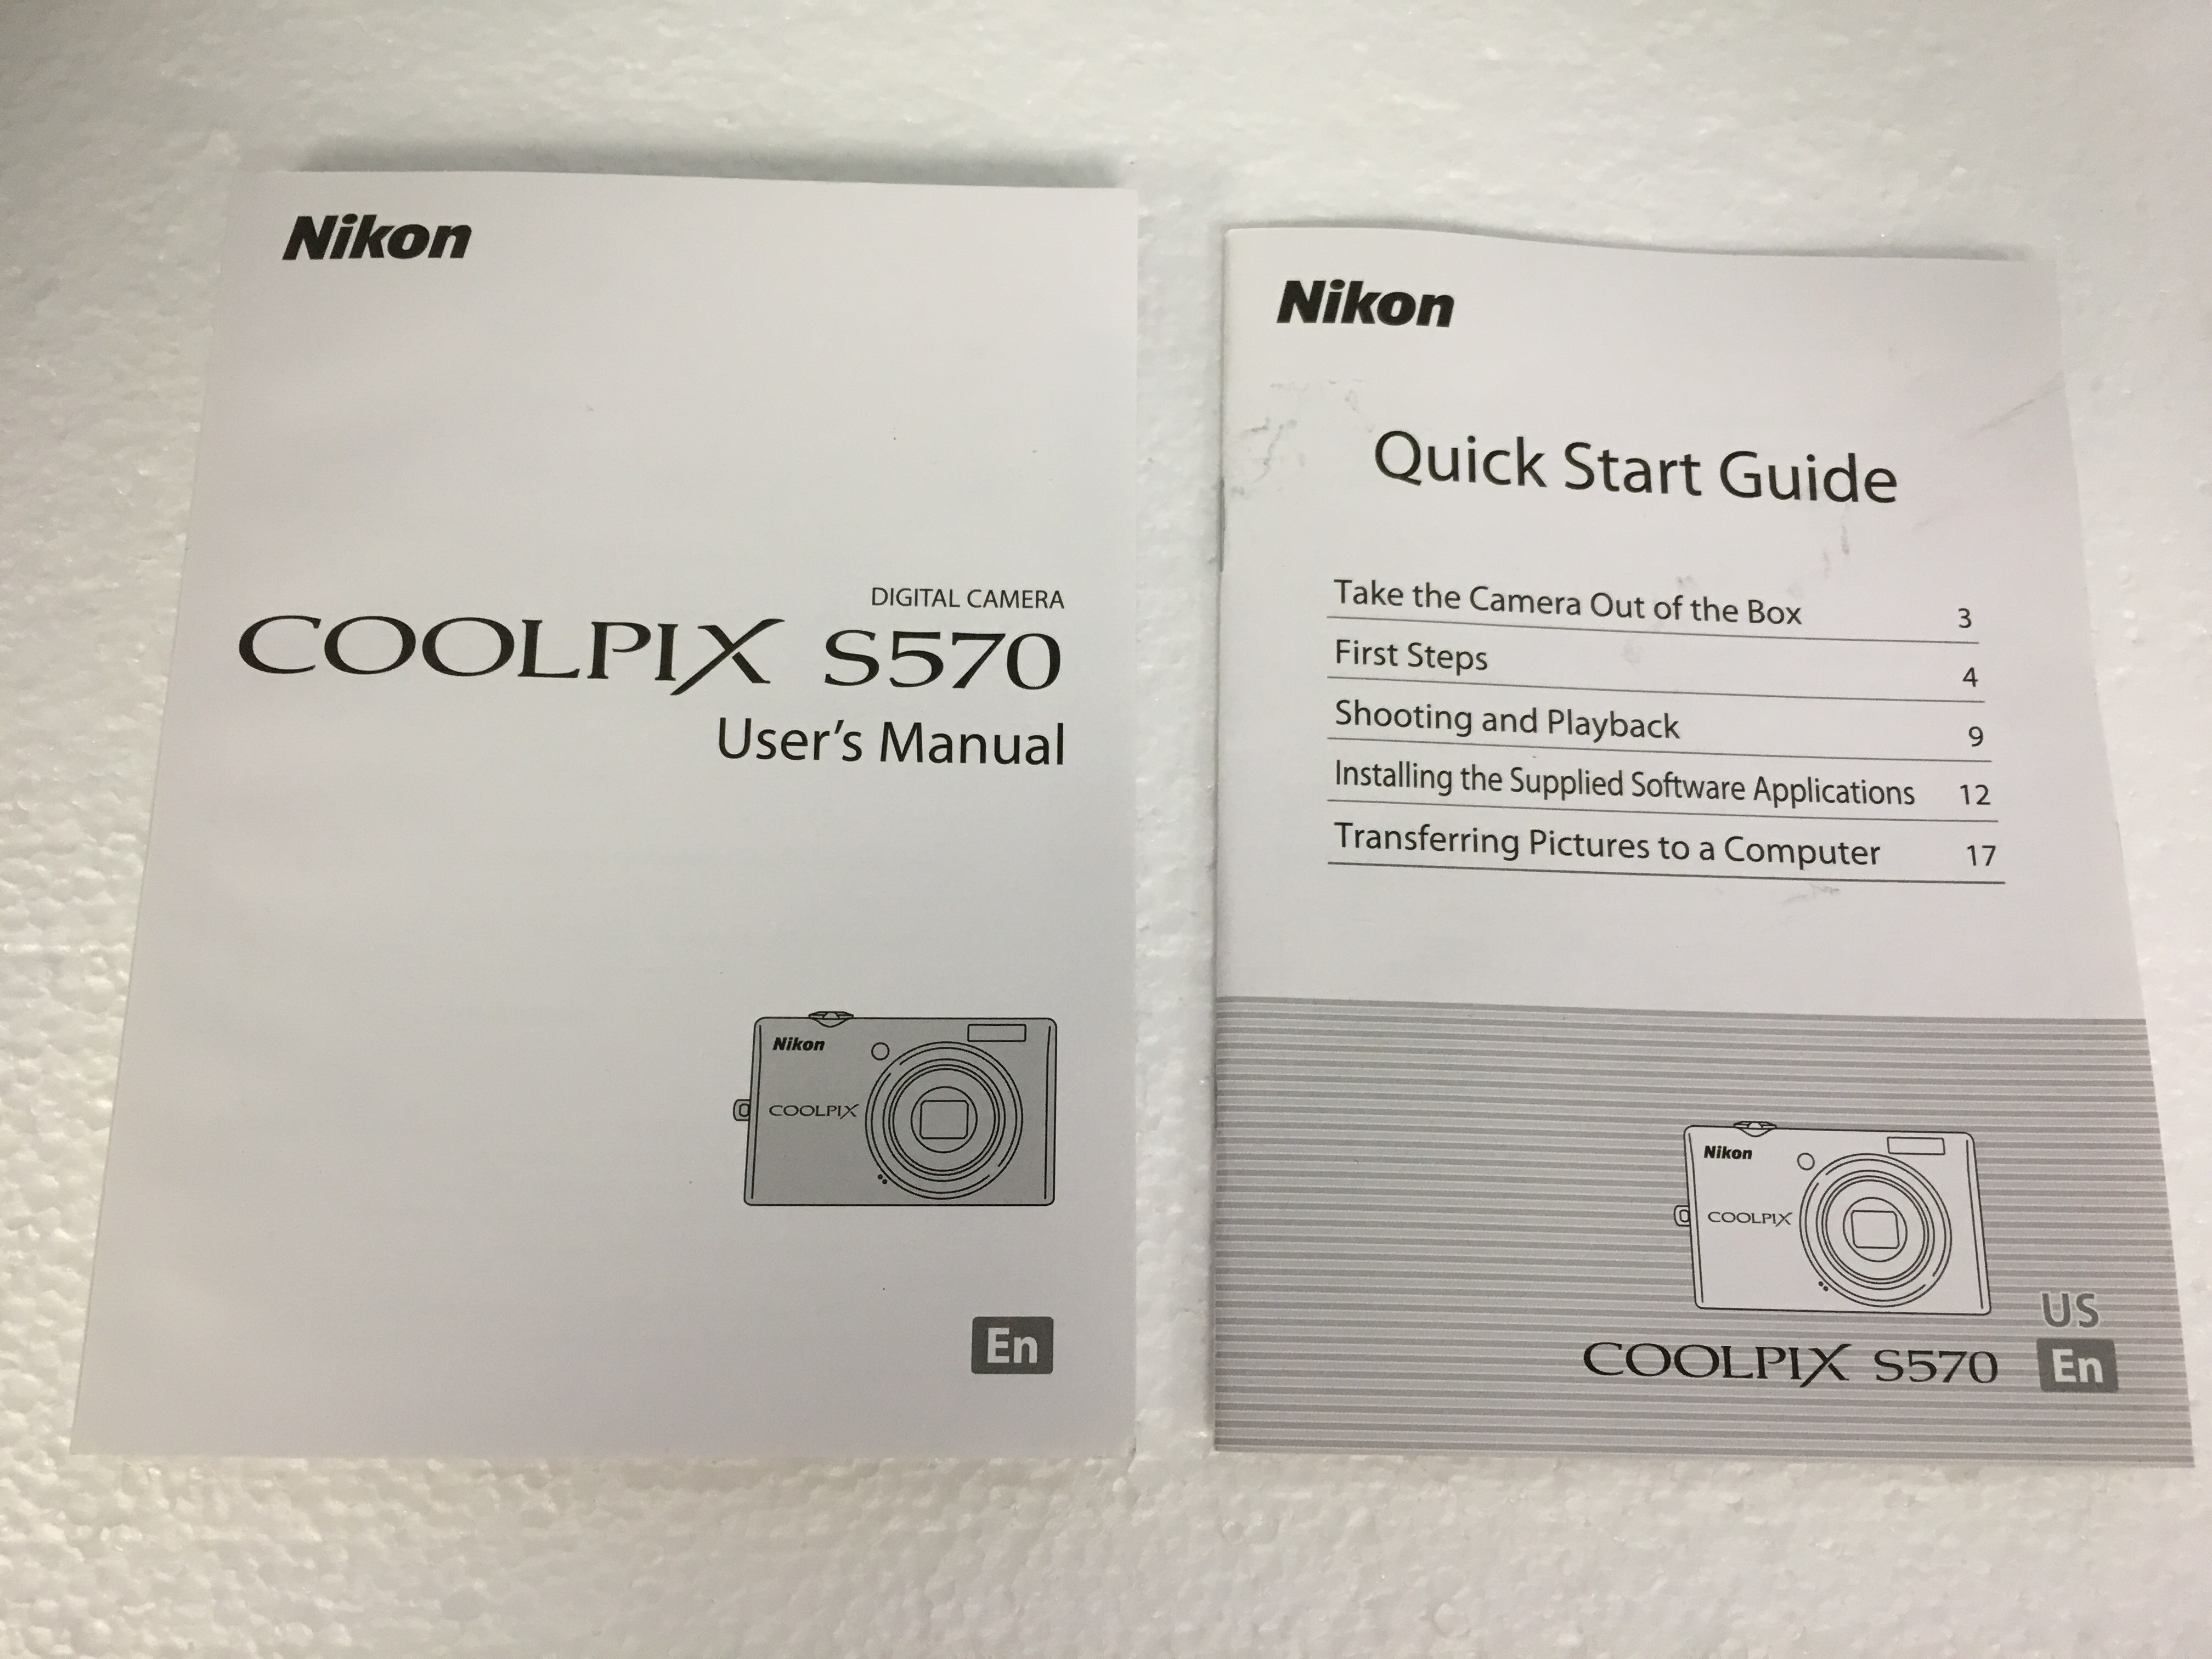 Nikon
DIGITAL CAMERA
COOLPIX S570
User's Manual
Nikon
COOLPIX
En
Nikon
Quick Start Guide
Take the Camera Out of the Box 3
First Steps 4
Shooting and Playback 9
Installing the Supplied Software Applications 12
Transferring Pictures to a Computer 17
Nikon
COOLPIX
US
COOLPIX S570 En